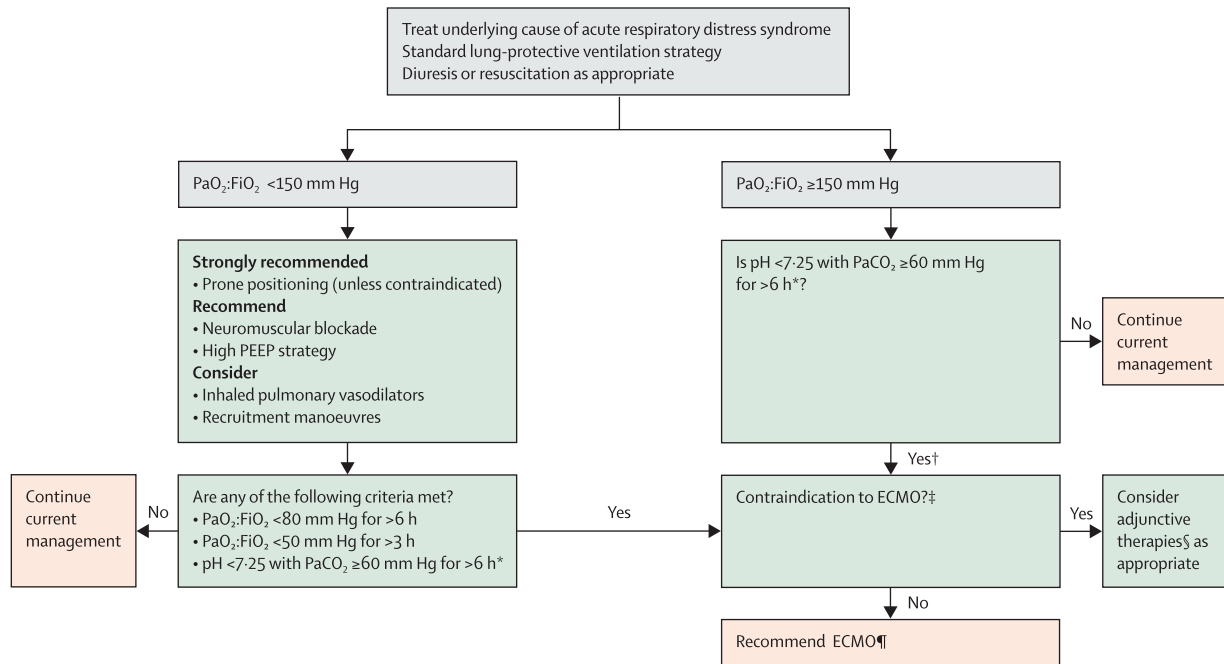 Treat underlying cause of acute respiratory distress syndrome
Standard lung-protective ventilation strategy
Diuresis or resuscitation as appropriate
PaO₂:FiO₂ <150 mm Hg
PaO₂:FiO₂ ≥150 mm Hg
Strongly recommended
• Prone positioning (unless contraindicated)
Recommend
• Neuromuscular blockade
• High PEEP strategy
Consider
• Inhaled pulmonary vasodilators
• Recruitment manoeuvres
Is pH <7·25 with PaCO₂ ≥60 mm Hg
for >6 h*?
No
Continue
current
management
Yes†
Continue
current
management
No
Are any of the following criteria met?
• PaO₂:FiO₂ <80 mm Hg for >6 h
• PaO₂:FiO₂ <50 mm Hg for >3 h
• pH <7·25 with PaCO₂ ≥60 mm Hg for >6 h*
Yes
Contraindication to ECMO?‡
Yes
Consider
adjunctive
therapies§ as
appropriate
No
Recommend ECMO¶